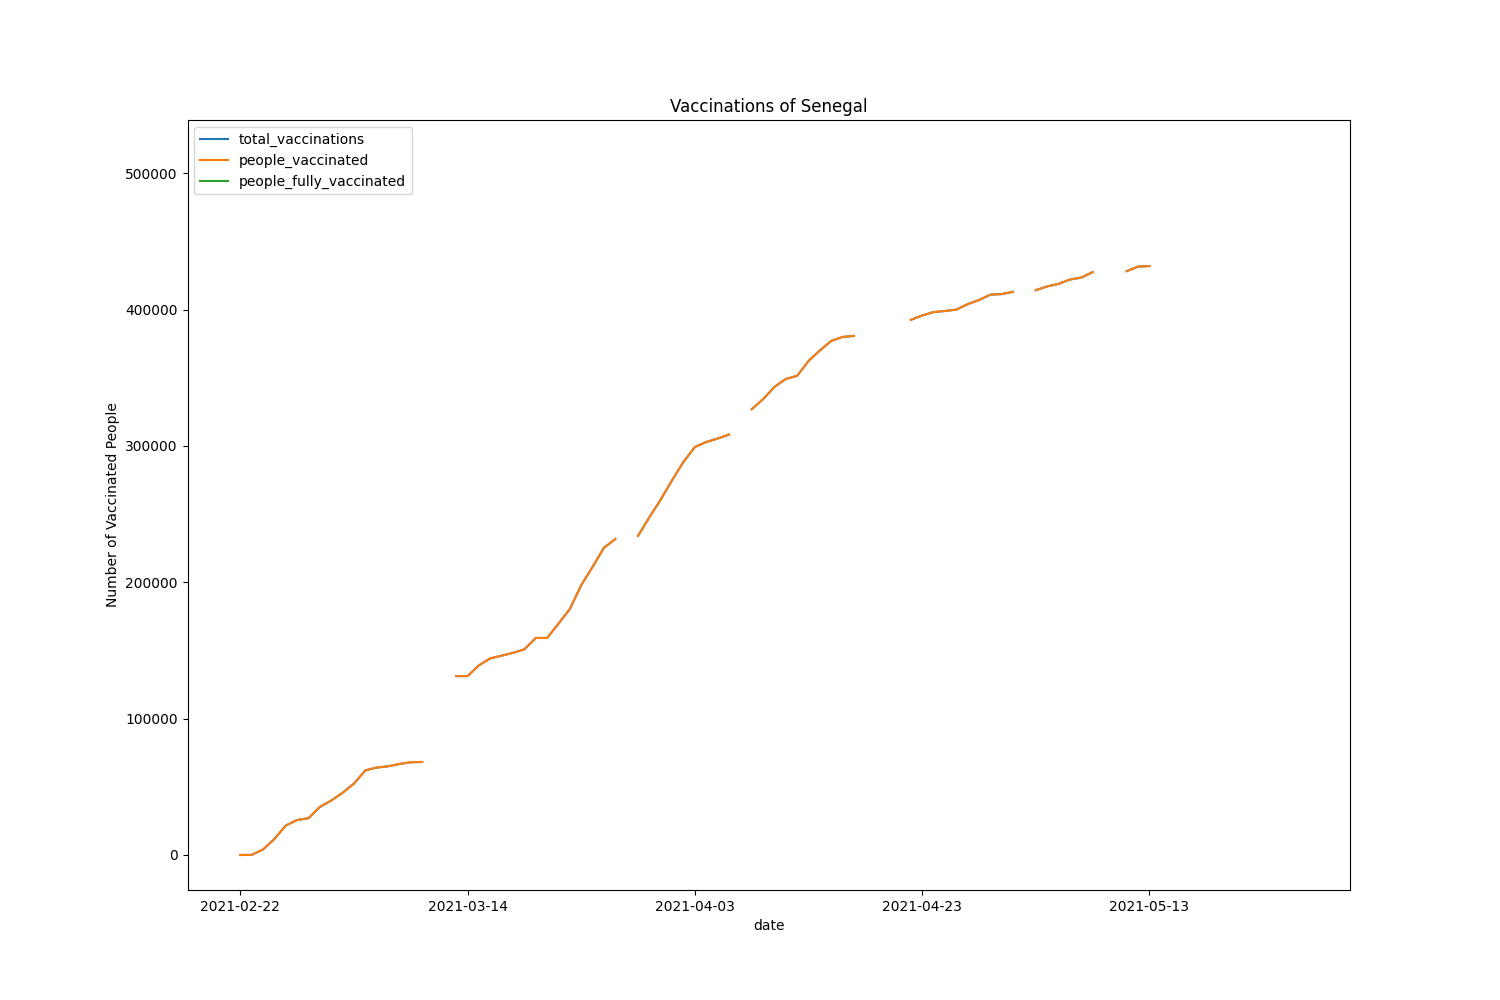 Vaccinations of Senegal
total_vaccinations
people_vaccinated
people_fully_vaccinated
500000
400000
300000
200000
100000
0
Number of Vaccinated People
2021-02-22
2021-03-14
2021-04-03
2021-04-23
2021-05-13
date